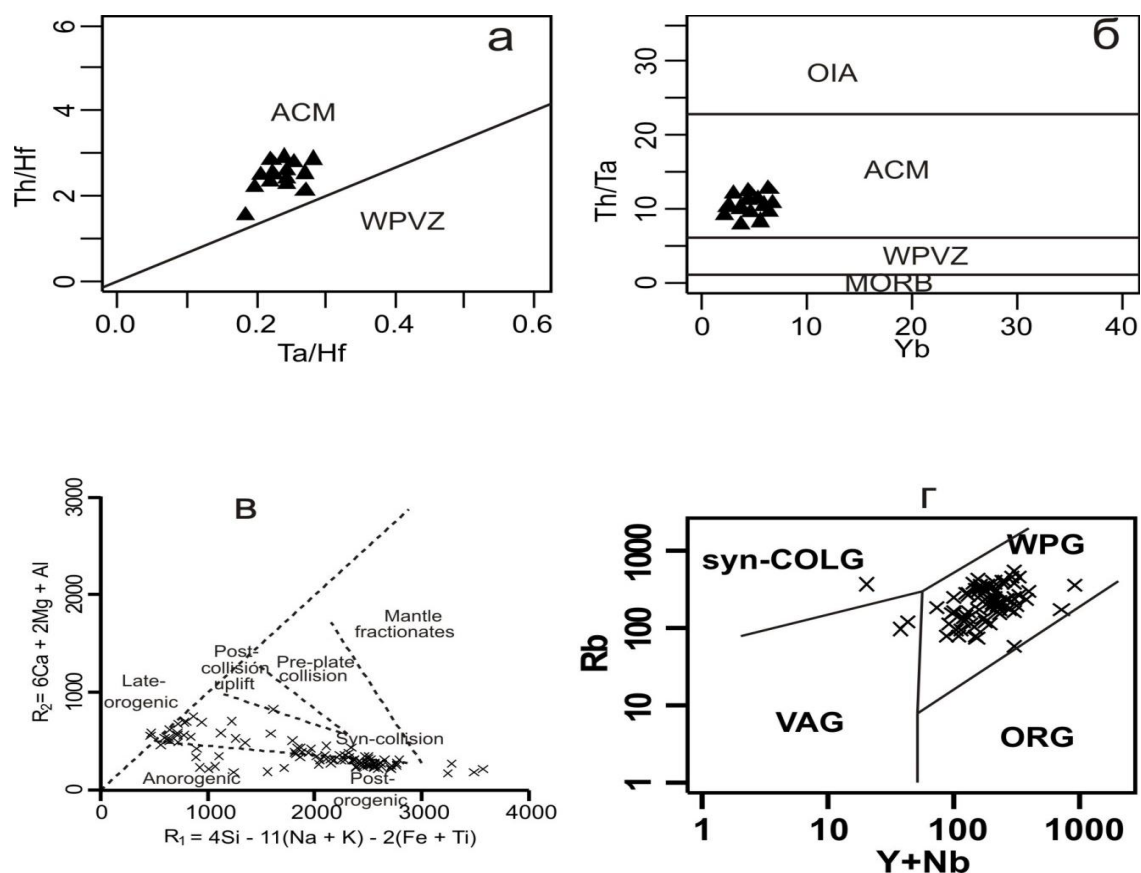 а
6
4
2
0
Th/Hf
ACM
WPVZ
0.0
0.2
0.4
0.6
Ta/Hf
б
30
20
10
0
Th/Ta
OIA
ACM
WPVZ
MORB
0
10
20
30
40
Yb
в
3000
2000
1000
0
R₂= 6Ca + 2Mg + Al
Late-
orogenic
Post-
collision
uplift
Pre-plate
collision
Mantle
fractionates
Syn-collision
Anorogenic
Post-
orogenic
0
1000
2000
3000
4000
R₁ = 4Si - 11(Na + K) - 2(Fe + Ti)
г
1000
100
10
1
Rb
syn-COLG
WPG
VAG
ORG
1
10
100
1000
Y+Nb